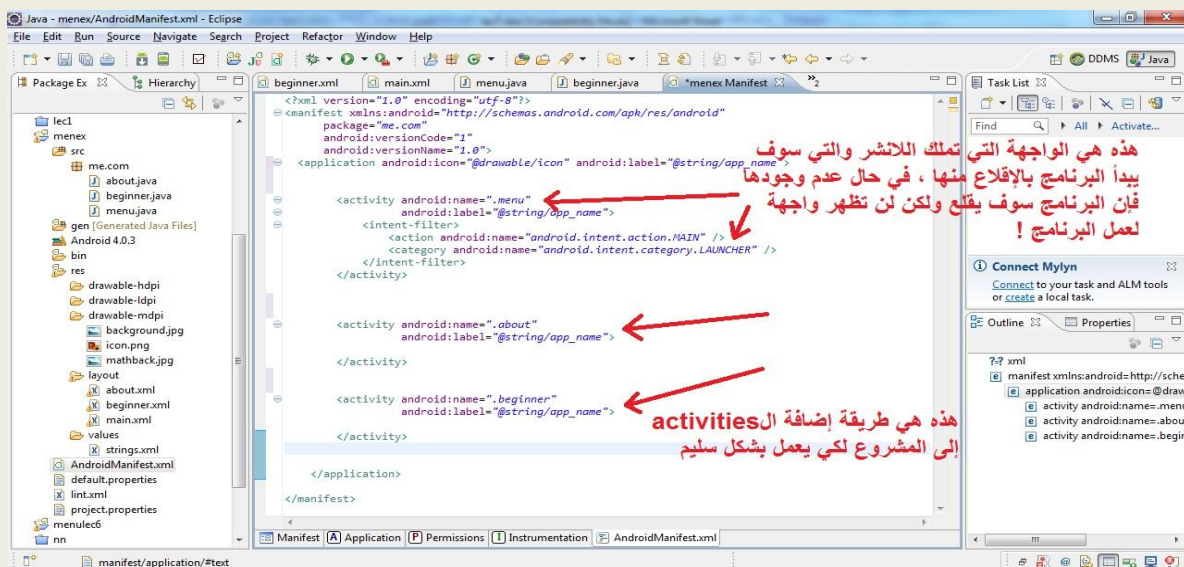 Java - menex/AndroidManifest.xml - Eclipse
File Edit Run Source Navigate Search Project Refactor Window Help
DDMS Java
Package Ex Hierarchy
beginner.xml main.xml menu.java beginner.java *menex Manifest »2
Task List
Find All Activate...
lec1
menex
src
me.com
about.java
beginner.java
menu.java
gen [Generated Java Files]
Android 4.0.3
bin
res
drawable-hdpi
drawable-ldpi
drawable-mdpi
background.jpg
icon.png
mathback.jpg
layout
about.xml
beginner.xml
main.xml
values
strings.xml
AndroidManifest.xml
default.properties
lint.xml
project.properties
menulec6
nn
<?xml version="1.0" encoding="utf-8"?>
<manifest xmlns:android="http://schemas.android.com/apk/res/android"
package="me.com"
android:versionCode="1"
android:versionName="1.0">
<application android:icon="@drawable/icon" android:label="@string/app_name">
<activity android:name=".menu"
android:label="@string/app_name">
<intent-filter>
<action android:name="android.intent.action.MAIN" />
<category android:name="android.intent.category.LAUNCHER" />
</intent-filter>
</activity>
<activity android:name=".about"
android:label="@string/app_name">
</activity>
<activity android:name=".beginner"
android:label="@string/app_name">
</activity>
</application>
</manifest>
هذه هي الواجهة التي تملك اللانشر والتي سوف
يبدأ البرنامج بالإقلاع منها ، في حال عدم وجودها
فإن البرنامج سوف يقلع ولكن لن تظهر واجهة
لعمل البرنامج !
هذه هي طريقة إضافة الactivities
إلى المشروع لكي يعمل بشكل سليم
Connect Mylyn
Connect to your task and ALM tools
or create a local task.
Outline Properties
?=? xml
manifest xmlns:android=http://sche
application android:icon=@draw
activity android:name=.menu
activity android:name=.abou
activity android:name=.begin
Manifest A Application P Permissions I Instrumentation AndroidManifest.xml
manifest/application/#text